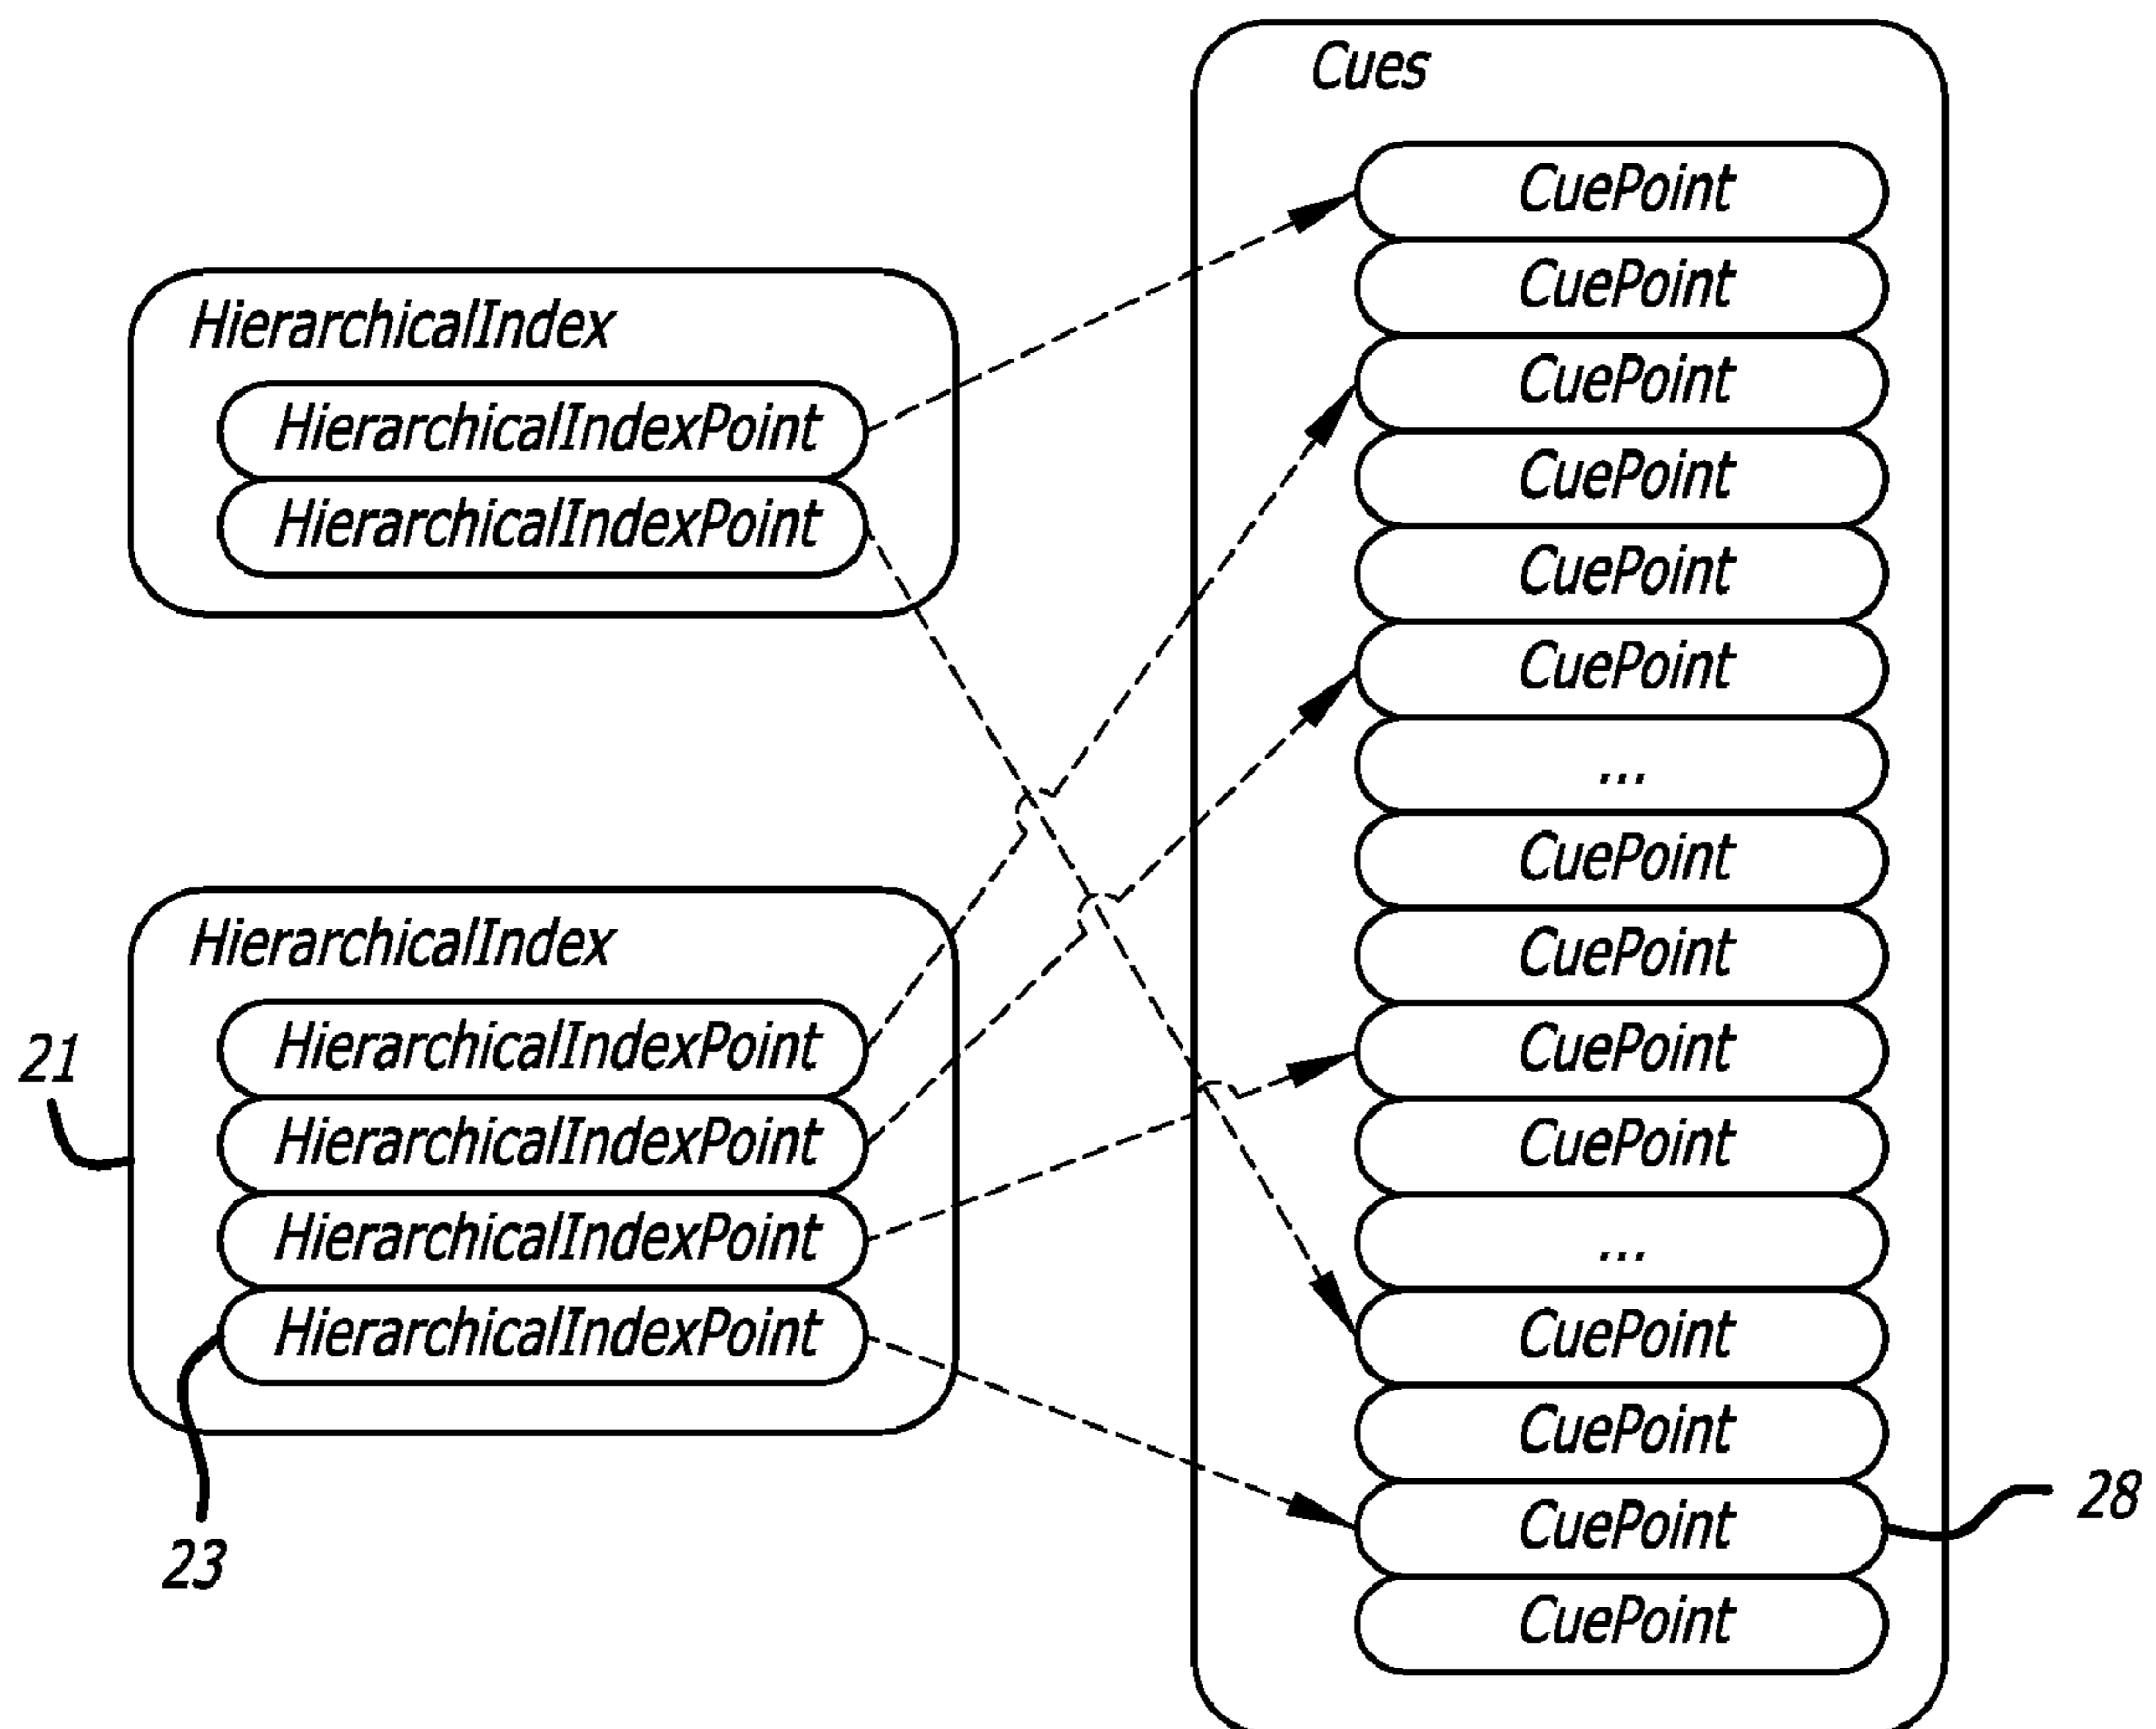 HierarchicalIndex
HierarchicalIndexPoint
HierarchicalIndexPoint
HierarchicalIndex
HierarchicalIndexPoint
HierarchicalIndexPoint
HierarchicalIndexPoint
HierarchicalIndexPoint
21
23
Cues
CuePoint
CuePoint
CuePoint
CuePoint
CuePoint
CuePoint
...
CuePoint
CuePoint
CuePoint
CuePoint
...
CuePoint
CuePoint
CuePoint
CuePoint
28